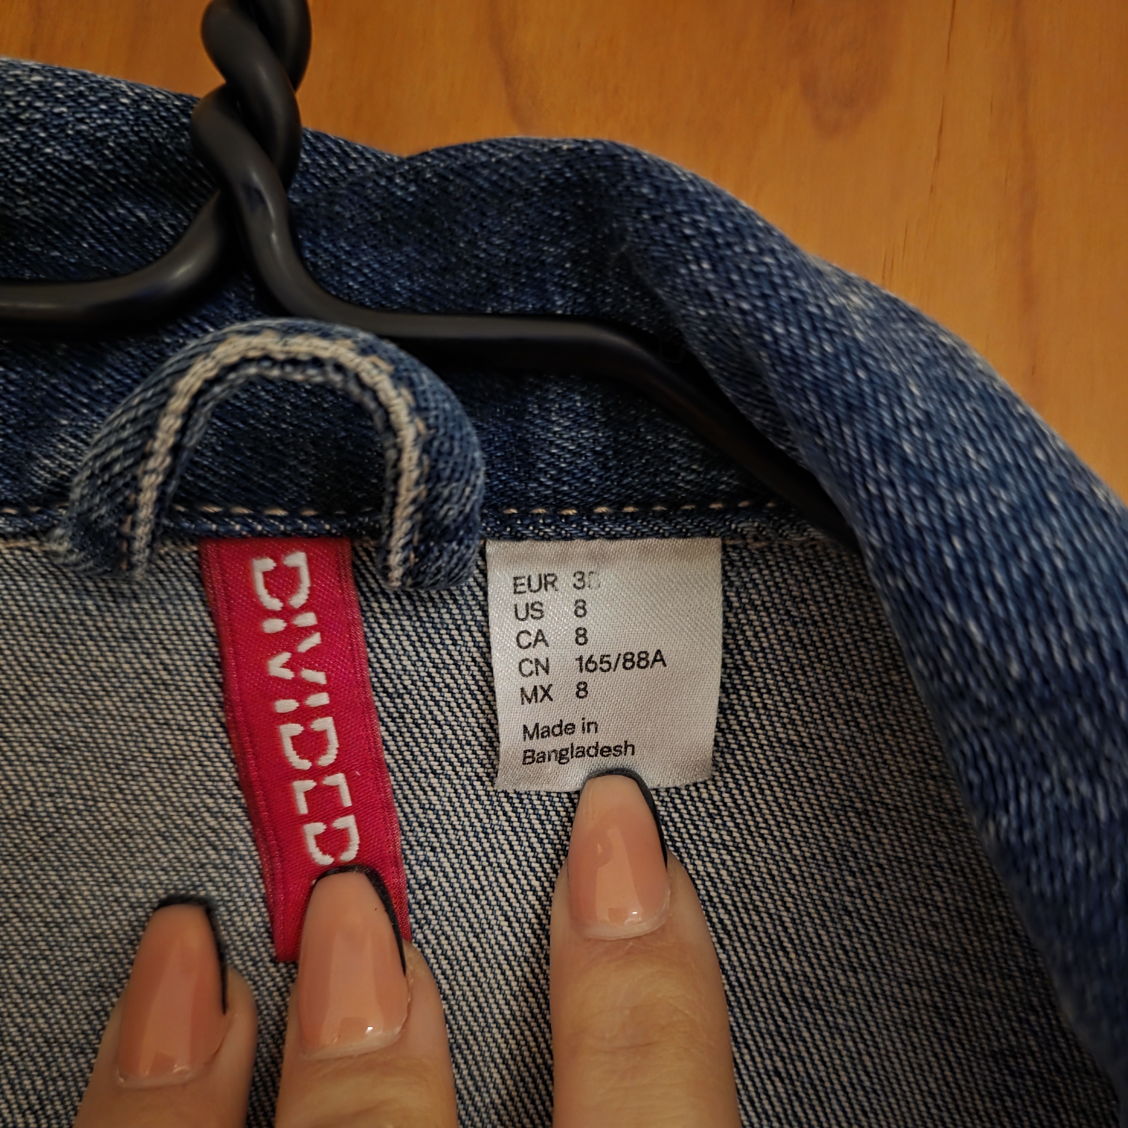 DIVIDED
EUR
US 8
CA 8
CN 165/88A
MX 8
Made in
Bangladesh